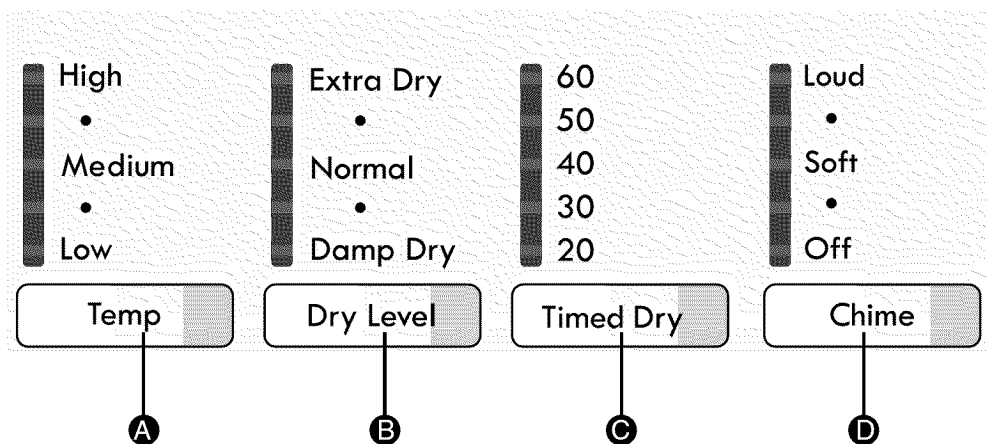 High
Medium
Low
Temp
A
Extra Dry
Normal
Damp Dry
Dry Level
B
60
50
40
30
20
Timed Dry
C
Loud
Soft
Off
Chime
D